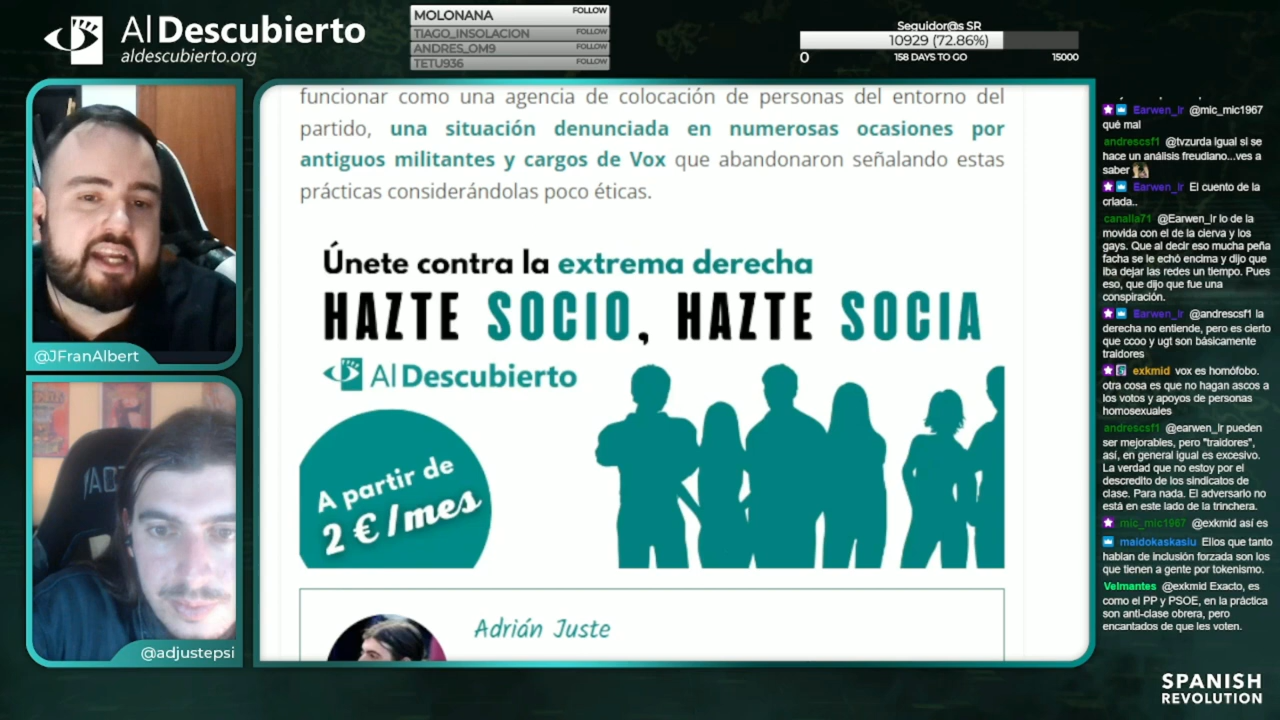 Al Descubierto
aldescubierto.org
MOLONANA FOLLOW
TIAGO_INSOLACION FOLLOW
ANDRES_OM9 FOLLOW
TETU936 FOLLOW
Seguidor@s SR
10929 (72.86%)
0 158 DAYS TO GO 15000
@JFranAlbert
@adjustepsi
funcionar como una agencia de colocación de personas del entorno del
partido, una situación denunciada en numerosas ocasiones por
antiguos militantes y cargos de Vox que abandonaron señalando estas
prácticas considerándolas poco éticas.
Únete contra la extrema derecha
HAZTE SOCIO, HAZTE SOCIA
Al Descubierto
A partir de
2 €/mes
Adrián Juste
Earwen_lr @mic_mic1967
qué mal
andrescsf1 @tvzurda igual si se
hace un análisis freudiano...ves a
saber
Earwen_lr El cuento de la
criada..
canalla71 @Earwen_lr lo de la
movida con el de la cierva y los
gays. Que al decir eso mucha peña
facha se le echó encima y dijo que
iba dejar las redes un tiempo. Pues
eso, que dijo que fue una
conspiración.
Earwen_lr @andrescsf1 la
derecha no entiende, pero es cierto
que ccoo y ugt son básicamente
traidores
exkmid vox es homófobo.
otra cosa es que no hagan ascos a
los votos y apoyos de personas
homosexuales
andrescsf1 @earwen_lr pueden
ser mejorables, pero "traidores",
así, en general igual es excesivo.
La verdad que no estoy por el
descredito de los sindicatos de
clase. Para nada. El adversarlo no
está en este lado de la trinchera.
mic_mic1967 @exkmid así es
maidokaskasiu Ellos que tanto
hablan de inclusión forzada son los
que tienen a gente por tokenismo.
Velmantes @exkmid Exacto, es
como el PP y PSOE, en la práctica
son anti-clase obrera, pero
encantados de que les voten.
SPANISH
REVOLUTION